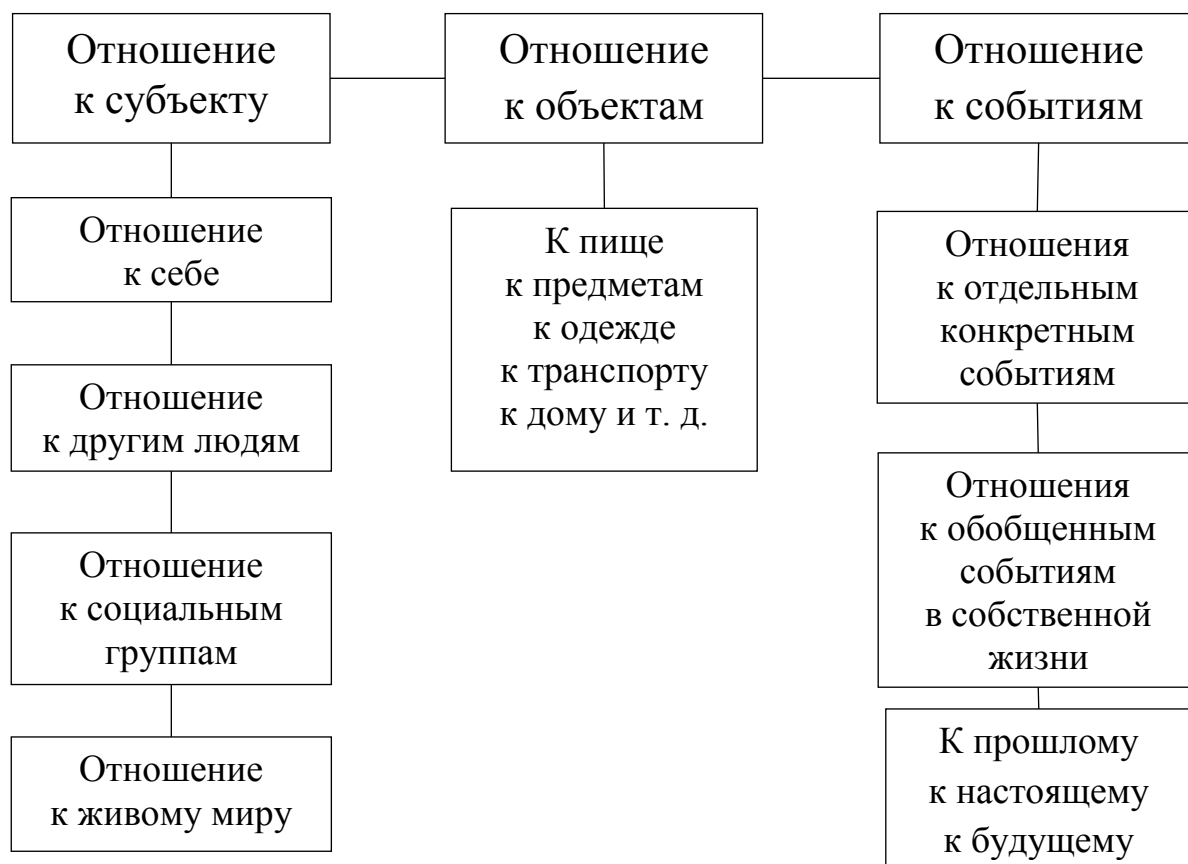 Отношение
к субъекту
Отношение
к объектам
Отношение
к событиям
Отношение
к себе
Отношение
к другим людям
Отношение
к социальным
группам
Отношение
к живому миру
К пище
к предметам
к одежде
к транспорту
к дому и т. д.
Отношения
к отдельным
конкретным
событиям
Отношения
к обобщенным
событиям
в собственной
жизни
К прошлому
к настоящему
к будущему